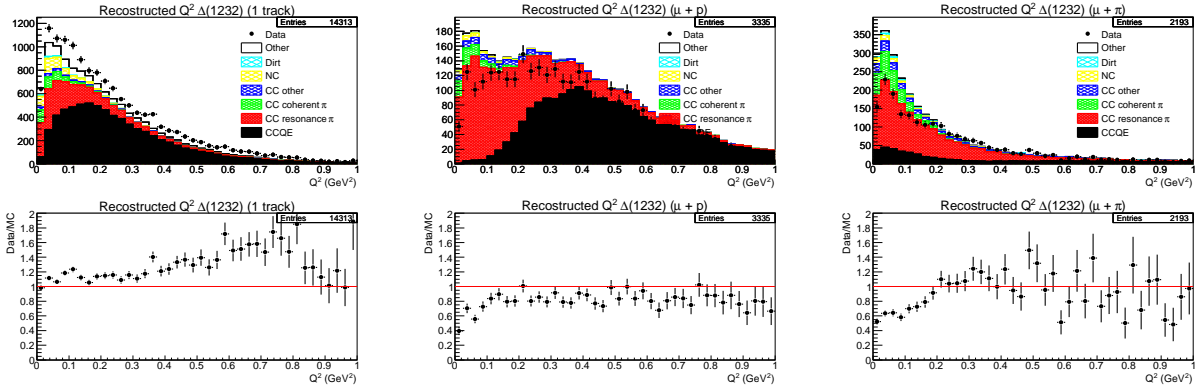 Reconstructed Q² Δ(1232) (1 track)
Entries 14313
1200
1000
800
600
400
200
0
Data
Other
Dirt
NC
CC other
CC coherent π
CC resonance π
CCQE
0 0.1 0.2 0.3 0.4 0.5 0.6 0.7 0.8 0.9 1
Q² (GeV²)
Reconstructed Q² Δ(1232) (μ + p)
Entries 3335
180
160
140
120
100
80
60
40
20
0
Data
Other
Dirt
NC
CC other
CC coherent π
CC resonance π
CCQE
0 0.1 0.2 0.3 0.4 0.5 0.6 0.7 0.8 0.9 1
Q² (GeV²)
Reconstructed Q² Δ(1232) (μ + π)
Entries 2193
350
300
250
200
150
100
50
0
Data
Other
Dirt
NC
CC other
CC coherent π
CC resonance π
CCQE
0 0.1 0.2 0.3 0.4 0.5 0.6 0.7 0.8 0.9 1
Q² (GeV²)
Reconstructed Q² Δ(1232) (1 track)
Entries 14313
Data/MC
2
1.8
1.6
1.4
1.2
1
0.8
0.6
0.4
0.2
0
0 0.1 0.2 0.3 0.4 0.5 0.6 0.7 0.8 0.9 1
Q² (GeV²)
Reconstructed Q² Δ(1232) (μ + p)
Entries 3335
Data/MC
2
1.8
1.6
1.4
1.2
1
0.8
0.6
0.4
0.2
0
0 0.1 0.2 0.3 0.4 0.5 0.6 0.7 0.8 0.9 1
Q² (GeV²)
Reconstructed Q² Δ(1232) (μ + π)
Entries 2193
Data/MC
2
1.8
1.6
1.4
1.2
1
0.8
0.6
0.4
0.2
0
0 0.1 0.2 0.3 0.4 0.5 0.6 0.7 0.8 0.9 1
Q² (GeV²)